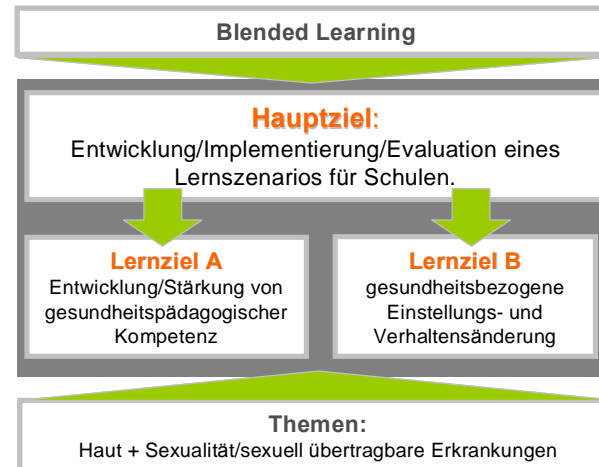 Blended Learning
Hauptziel:
Entwicklung/Implementierung/Evaluation eines
Lernszenarios für Schulen.
Lernziel A
Entwicklung/Stärkung von
gesundheitspädagogischer
Kompetenz
Lernziel B
gesundheitsbezogene
Einstellungs- und
Verhaltensänderung
Themen:
Haut + Sexualität/sexuell übertragbare Erkrankungen